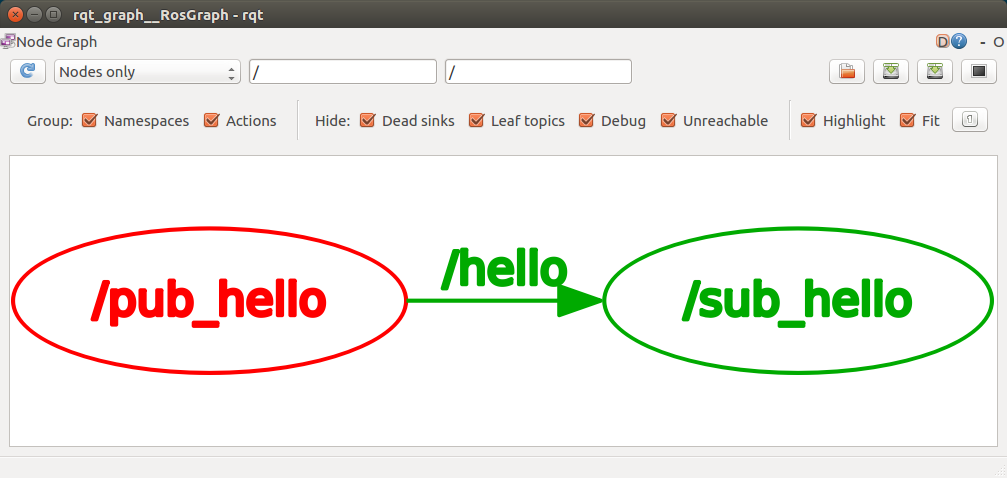 rqt_graph__RosGraph - rqt
Node Graph
D ? - O
Nodes only / /
Group: Namespaces Actions Hide: Dead sinks Leaf topics Debug Unreachable Highlight Fit
/pub_hello /hello /sub_hello